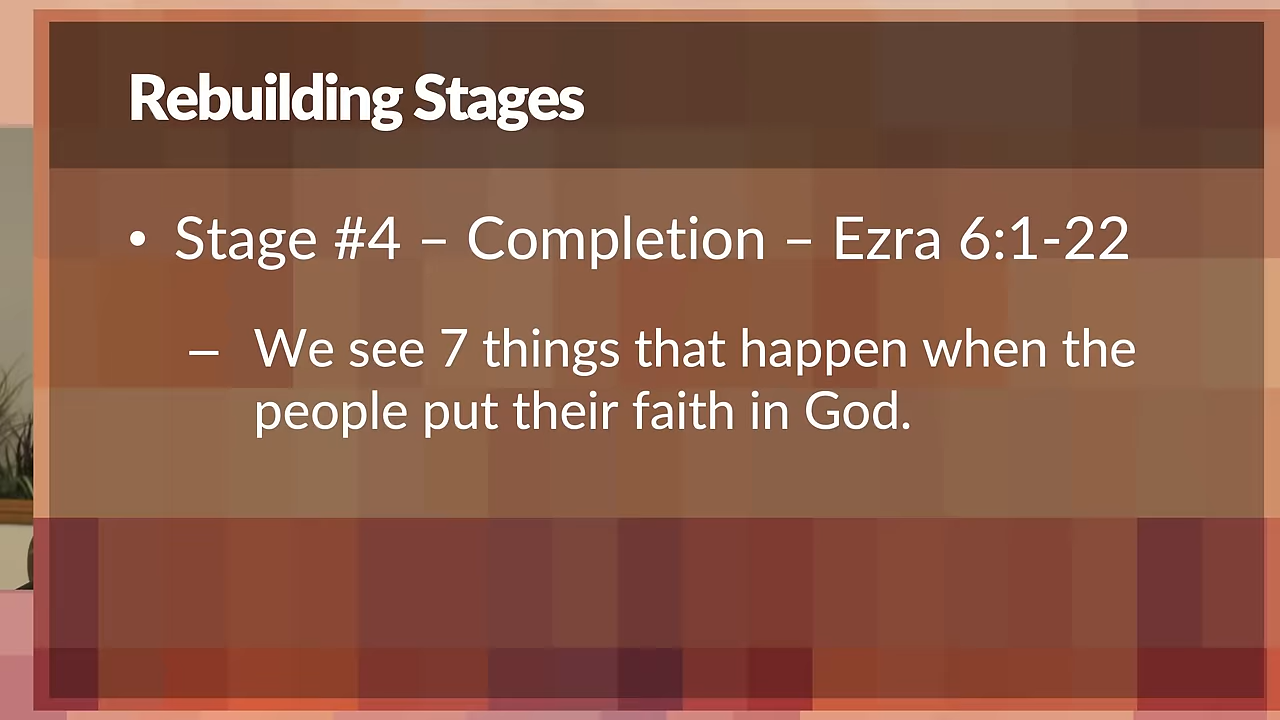 Rebuilding Stages
• Stage #4 – Completion – Ezra 6:1-22
– We see 7 things that happen when the
people put their faith in God.